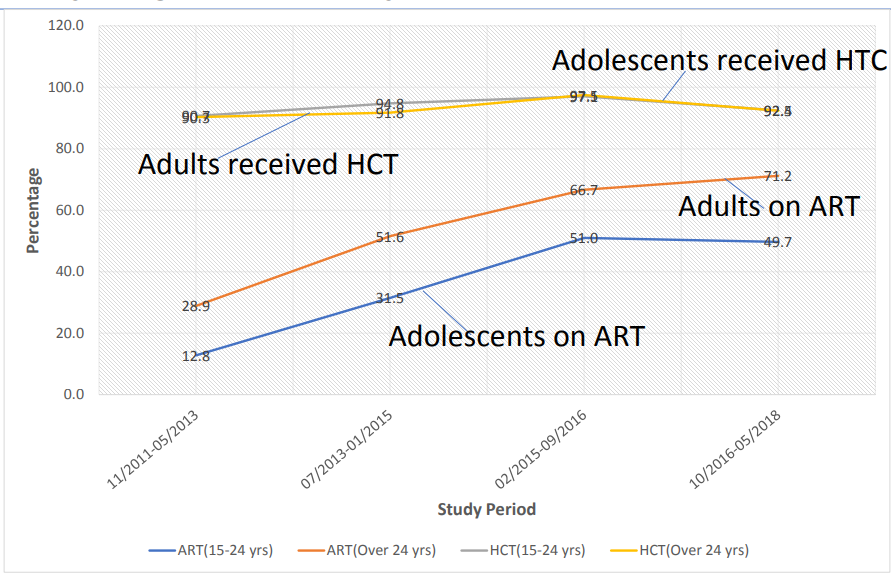 120.0
100.0
80.0
60.0
40.0
20.0
0.0
Percentage
Adolescents received HTC
Adults received HCT
Adults on ART
Adolescents on ART
94.8
91.8
71.2
66.7
51.6
51.0
49.7
31.5
28.9
12.8
11/2011-05/2013
07/2013-01/2015
02/2015-09/2016
10/2016-05/2018
Study Period
ART(15-24 yrs)
ART(Over 24 yrs)
HCT(15-24 yrs)
HCT(Over 24 yrs)